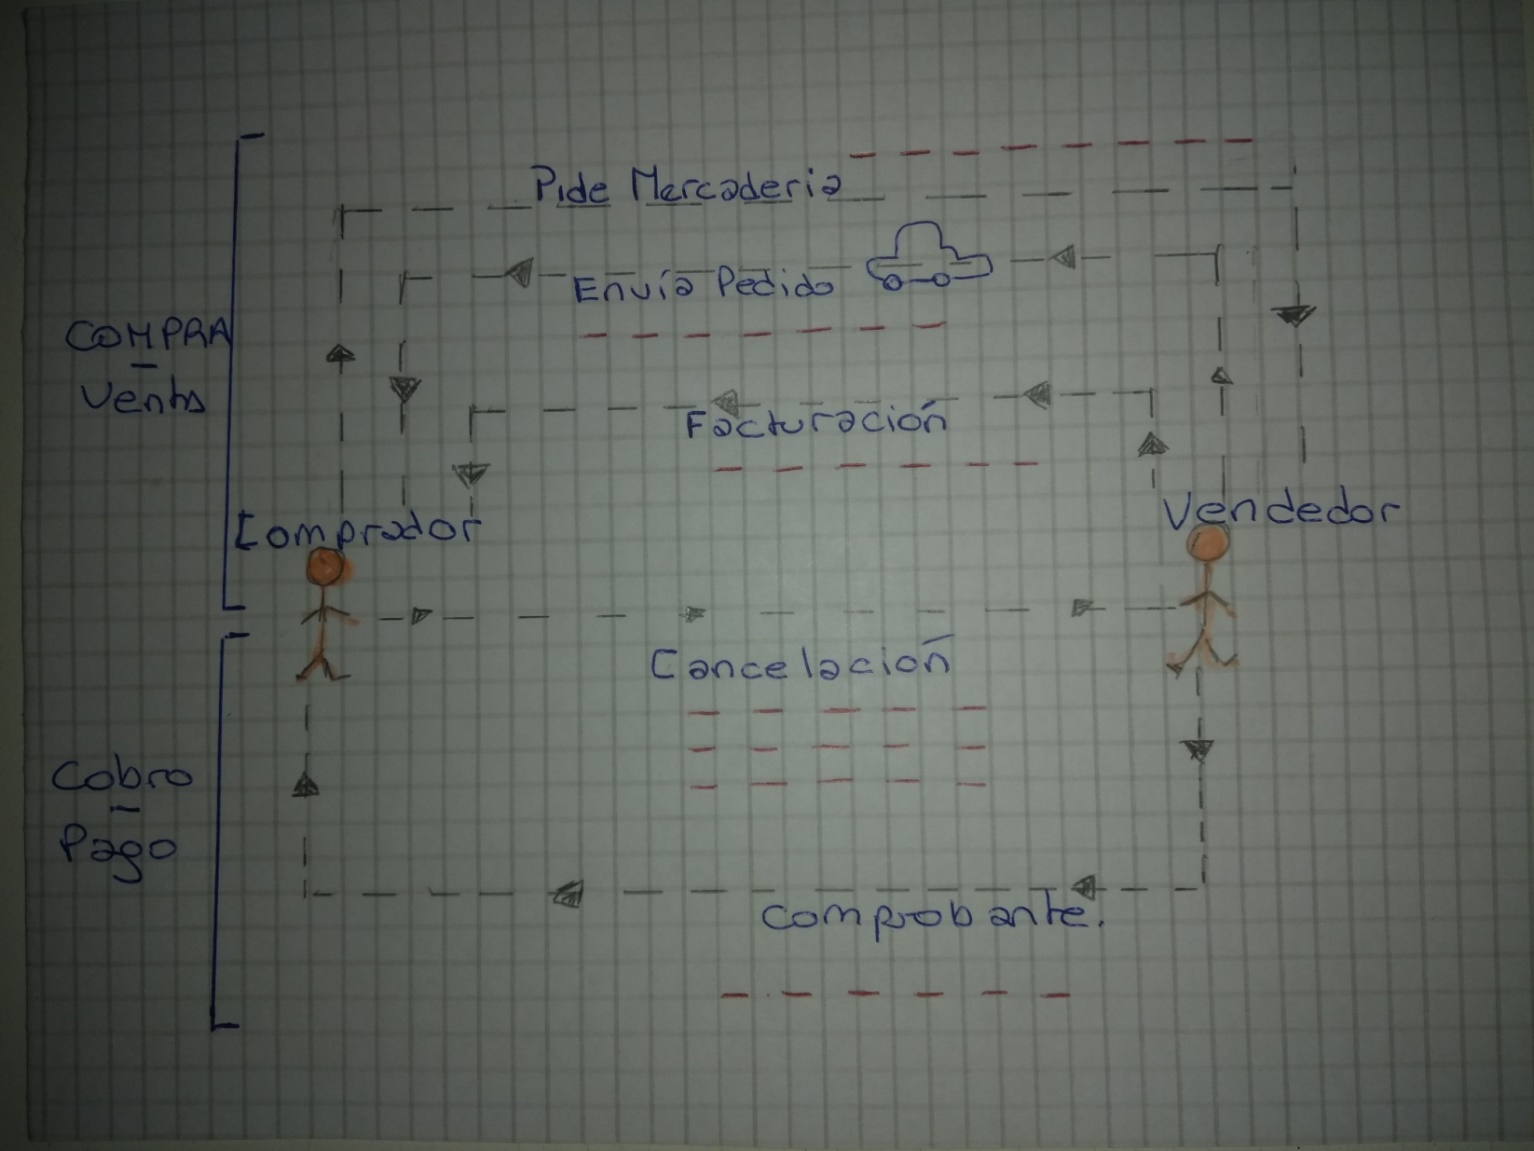 Pide Mercaderia
Envía Pedido
COMPRA
-
Venta
Facturación
Comprador
Vendedor
Cancelación
Cobro
-
Pago
Comprobante.